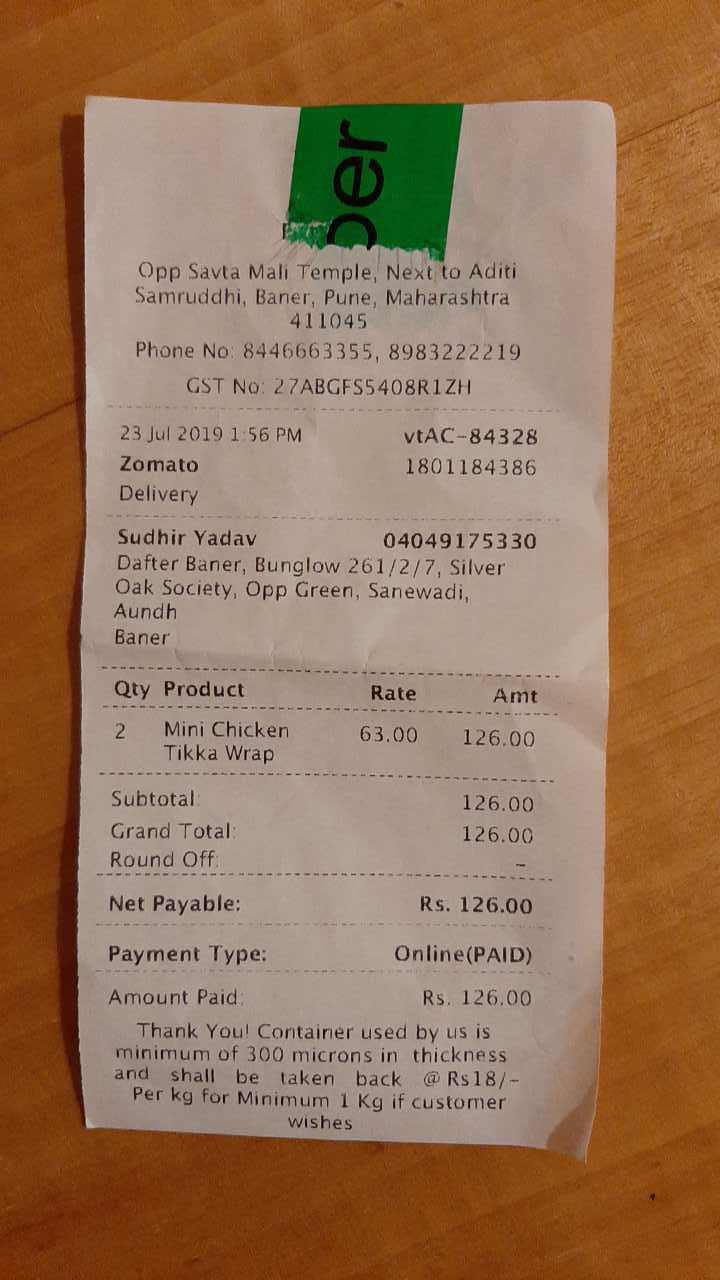 per
Opp Savta Mali Temple, Next to Aditi
Samruddhi, Baner, Pune, Maharashtra
411045
Phone No: 8446663355, 8983222219
GST No: 27ABGFS5408R1ZH
23 Jul 2019 1:56 PM vtAC-84328
Zomato 1801184386
Delivery
Sudhir Yadav 04049175330
Dafter Baner, Bunglow 261/2/7, Silver
Oak Society, Opp Green, Sanewadi,
Aundh
Baner
Qty Product Rate Amt
2 Mini Chicken 63.00 126.00
Tikka Wrap
Subtotal: 126.00
Grand Total: 126.00
Round Off: –
Net Payable: Rs. 126.00
Payment Type: Online(PAID)
Amount Paid: Rs. 126.00
Thank You! Container used by us is
minimum of 300 microns in thickness
and shall be taken back @ Rs18/-
Per kg for Minimum 1 Kg if customer
wishes